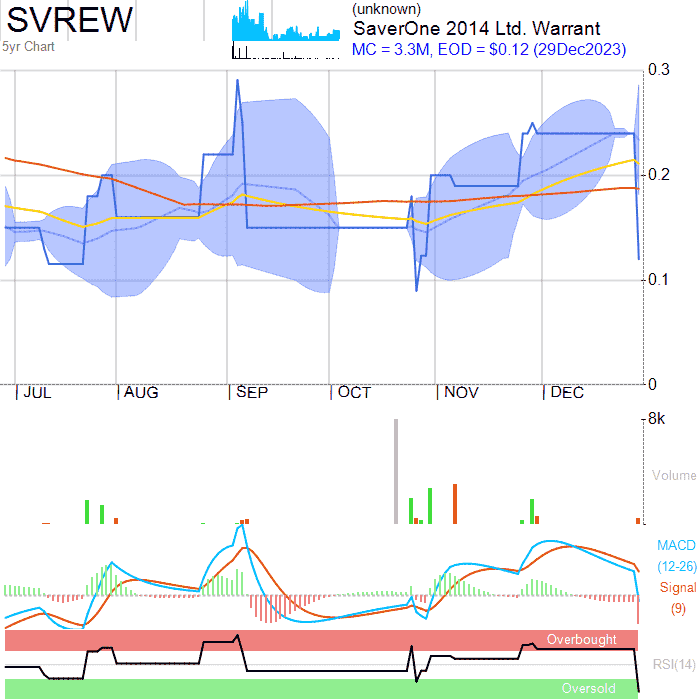 SVREW
5yr Chart
(unknown)
SaverOne 2014 Ltd. Warrant
MC = 3.3M, EOD = $0.12 (29Dec2023)
0.3
0.2
0.1
0
JUL AUG SEP OCT NOV DEC
8k
Volume
MACD
(12-26)
Signal
(9)
Overbought
RSI(14)
Oversold